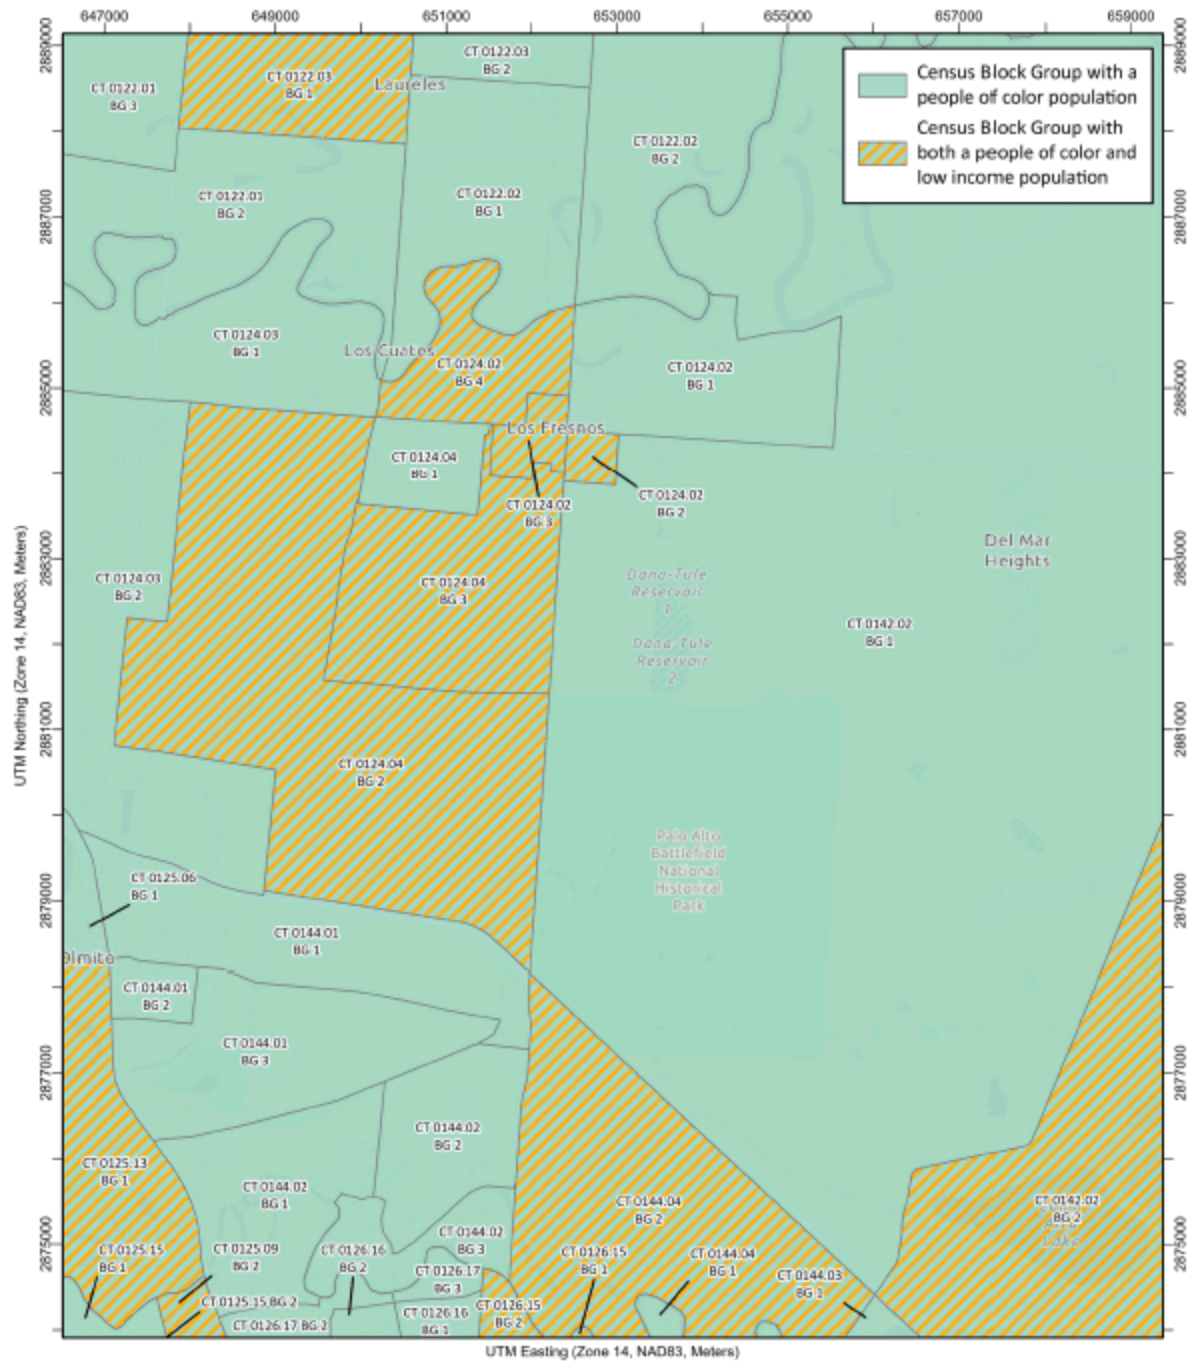 647000
649000
651000
653000
655000
657000
659000
2889000
2889000
CT 0122.03
BG 2
Census Block Group with a
people of color population
Census Block Group with
both a people of color and
low income population
CT 0122.03
BG 1
Laureles
CT 0122.01
BG 3
CT 0122.02
BG 2
CT 0122.01
BG 2
CT 0122.02
BG 1
2887000
2887000
CT 0124.03
BG 1
Los Cuates
CT 0124.02
BG 4
CT 0124.02
BG 1
2885000
2885000
Los Fresnos
CT 0124.04
BG 1
CT 0124.02
BG 3
CT 0124.02
BG 2
Del Mar
Heights
2883000
2883000
CT 0124.03
BG 2
CT 0124.04
BG 3
Dana-Tule
Reservoir
1
Dana-Tule
Reservoir
2
CT 0142.02
BG 1
UTM Northing (Zone 14, NAD83, Meters)
2881000
2881000
CT 0124.04
BG 2
Palo Alto
Battlefield
National
Historical
Park
CT 0125.06
BG 1
2879000
2879000
CT 0144.01
BG 1
Olmito
CT 0144.01
BG 2
CT 0144.01
BG 3
2877000
2877000
CT 0144.02
BG 2
CT 0125.13
BG 1
CT 0144.02
BG 1
CT 0144.04
BG 2
CT 0142.02
BG 2
Lake
2875000
2875000
CT 0144.02
BG 3
CT 0125.15
BG 1
CT 0125.09
BG 2
CT 0126.16
BG 2
CT 0126.17
BG 3
CT 0126.15
BG 1
CT 0144.04
BG 1
CT 0144.03
BG 1
CT 0125.15 BG 2
CT 0126.17 BG 2
CT 0126.16
BG 1
CT 0126.15
BG 2
UTM Easting (Zone 14, NAD83, Meters)